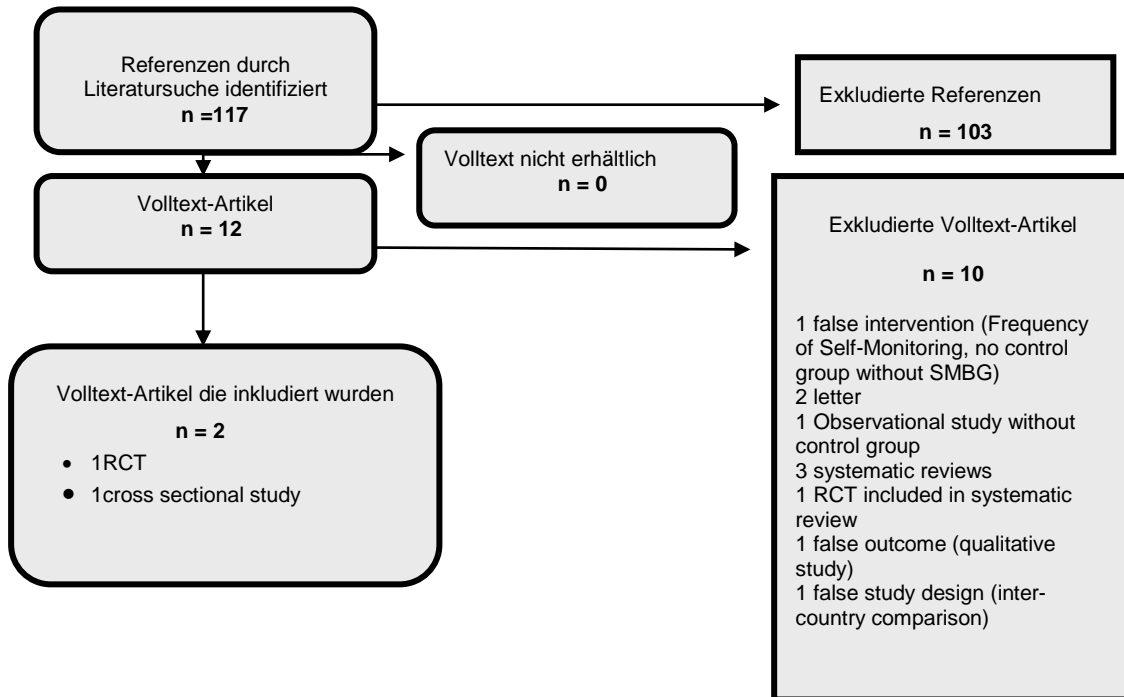 Referenzen durch
Literatursuche identifiziert
n =117
Exkludierte Referenzen
n = 103
Volltext nicht erhältlich
n = 0
Volltext-Artikel
n = 12
Exkludierte Volltext-Artikel
n = 10
1 false intervention (Frequency
of Self-Monitoring, no control
group without SMBG)
2 letter
1 Observational study without
control group
3 systematic reviews
1 RCT included in systematic
review
1 false outcome (qualitative
study)
1 false study design (inter-
country comparison)
Volltext-Artikel die inkludiert wurden
n = 2
• 1RCT
• 1cross sectional study